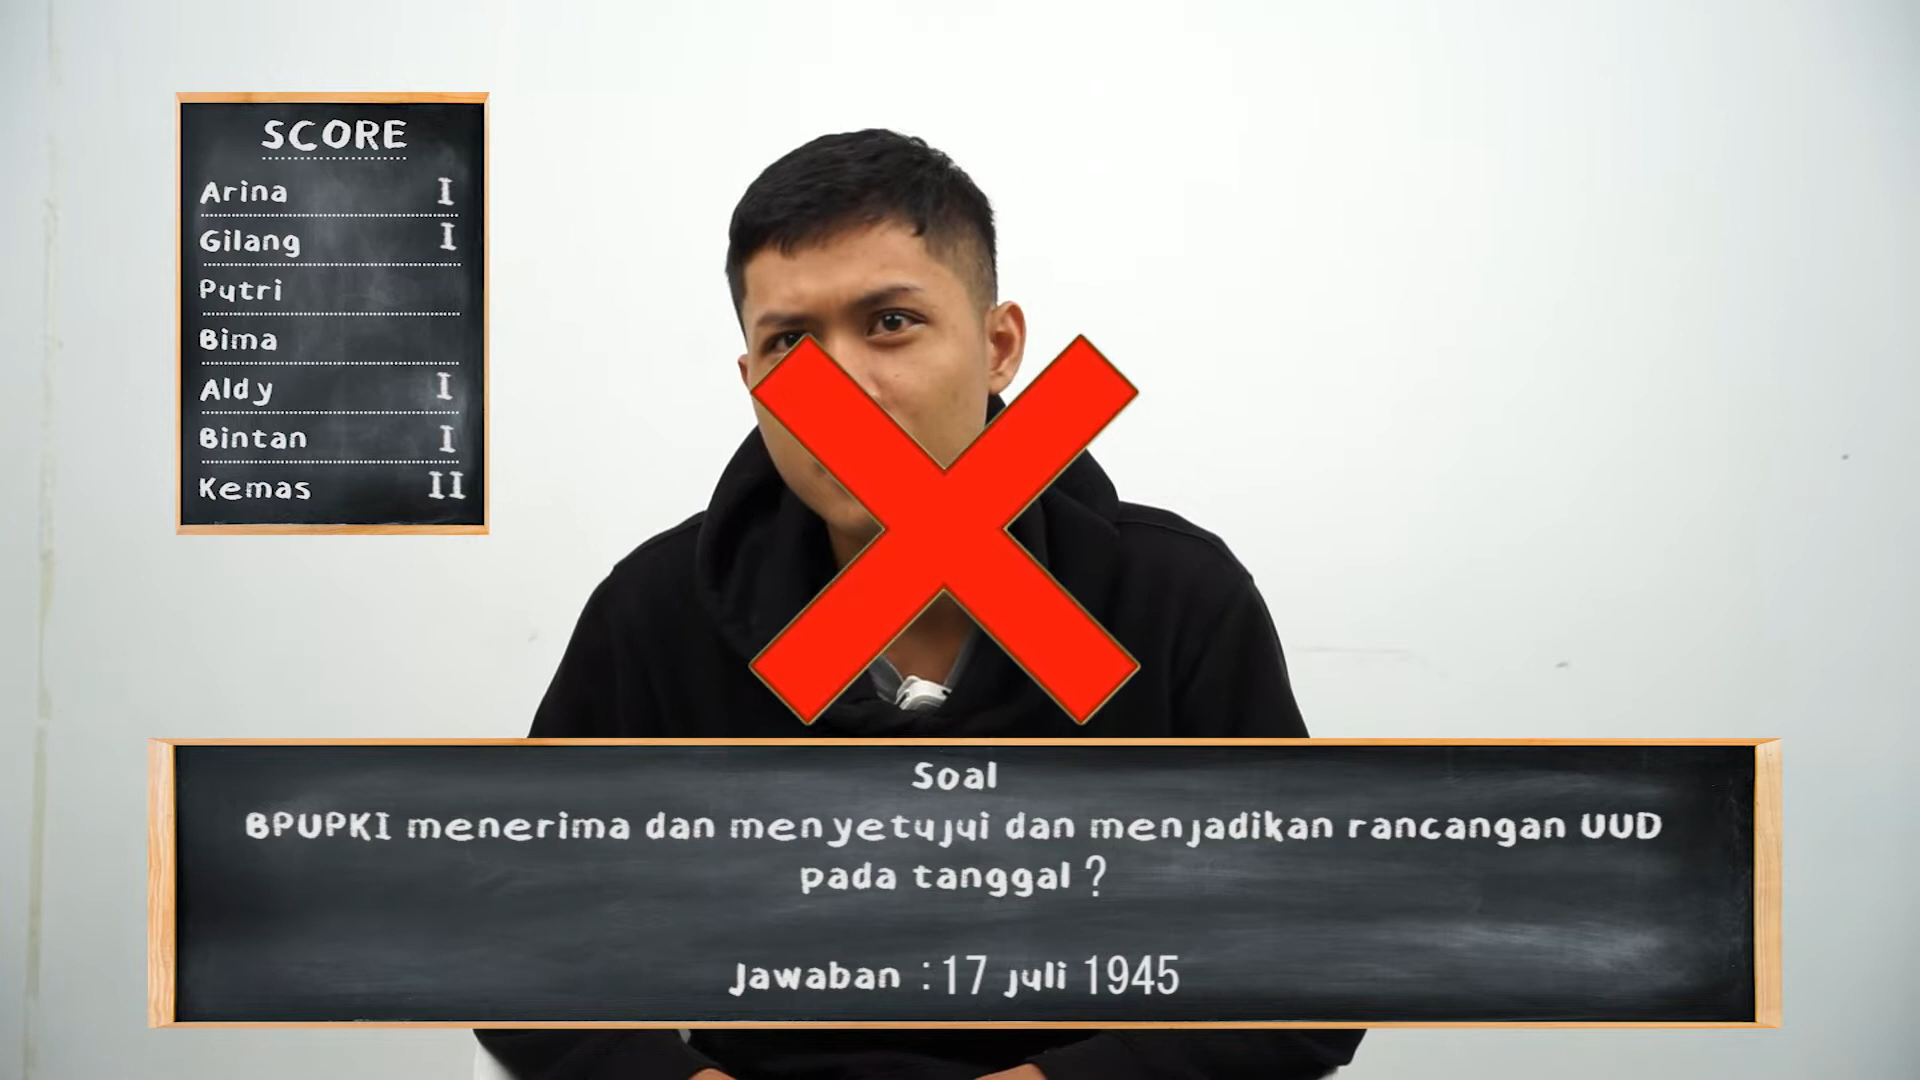 SCORE
Arina I
Gilang I
Putri
Bima
Aldy I
Bintan I
Kemas II
Soal
BPUPKI menerima dan menyetujui dan menjadikan rancangan UUD
pada tanggal ?
Jawaban : 17 juli 1945